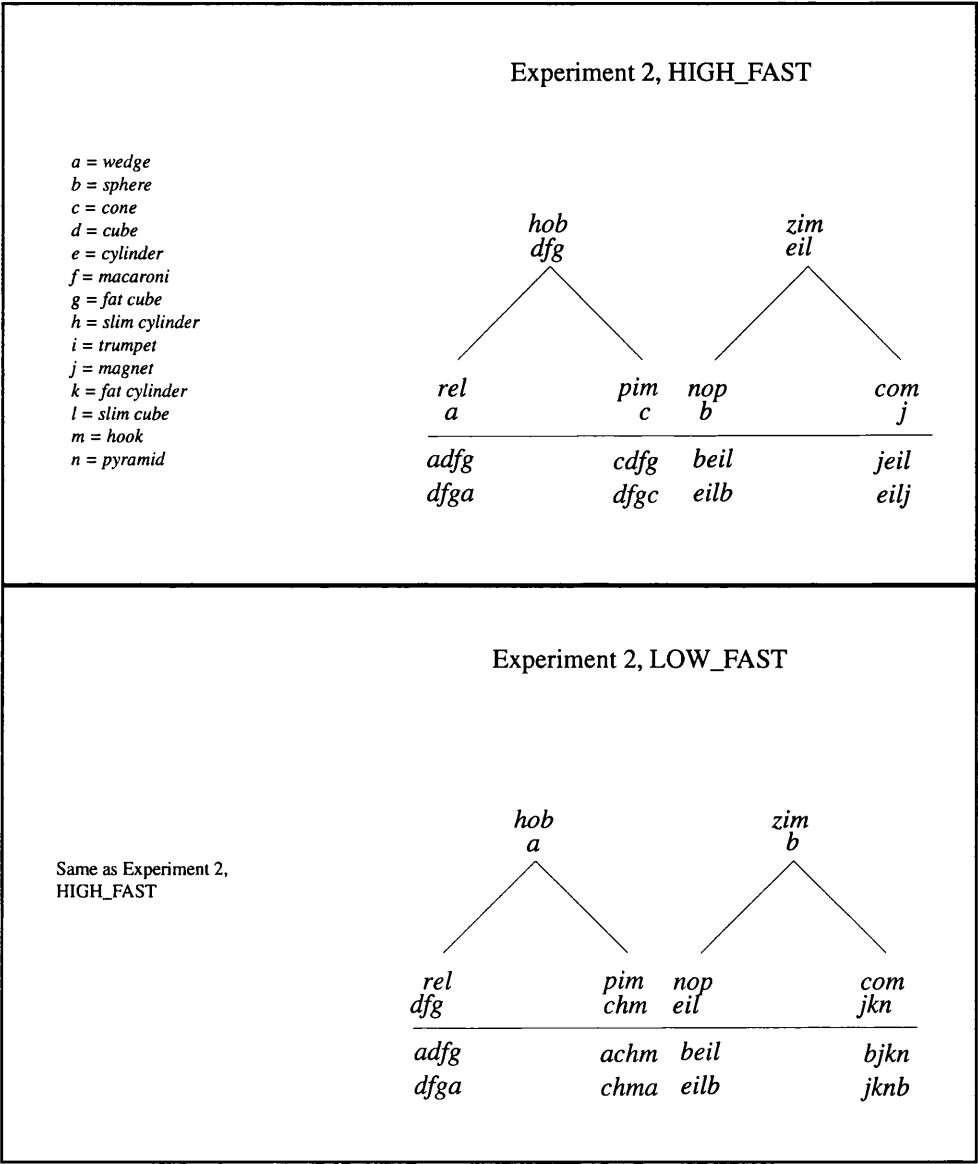 Experiment 2, HIGH_FAST
a = wedge
b = sphere
c = cone
d = cube
e = cylinder
f = macaroni
g = fat cube
h = slim cylinder
i = trumpet
j = magnet
k = fat cylinder
l = slim cube
m = hook
n = pyramid
hob zim
dfg eil
rel pim nop com
a c b j
adfg cdfg beil jeil
dfga dfgc eilb eilj
Experiment 2, LOW_FAST
Same as Experiment 2,
HIGH_FAST
hob zim
a b
rel pim nop com
dfg chm eil jkn
adfg achm beil bjkn
dfga chma eilb jknb